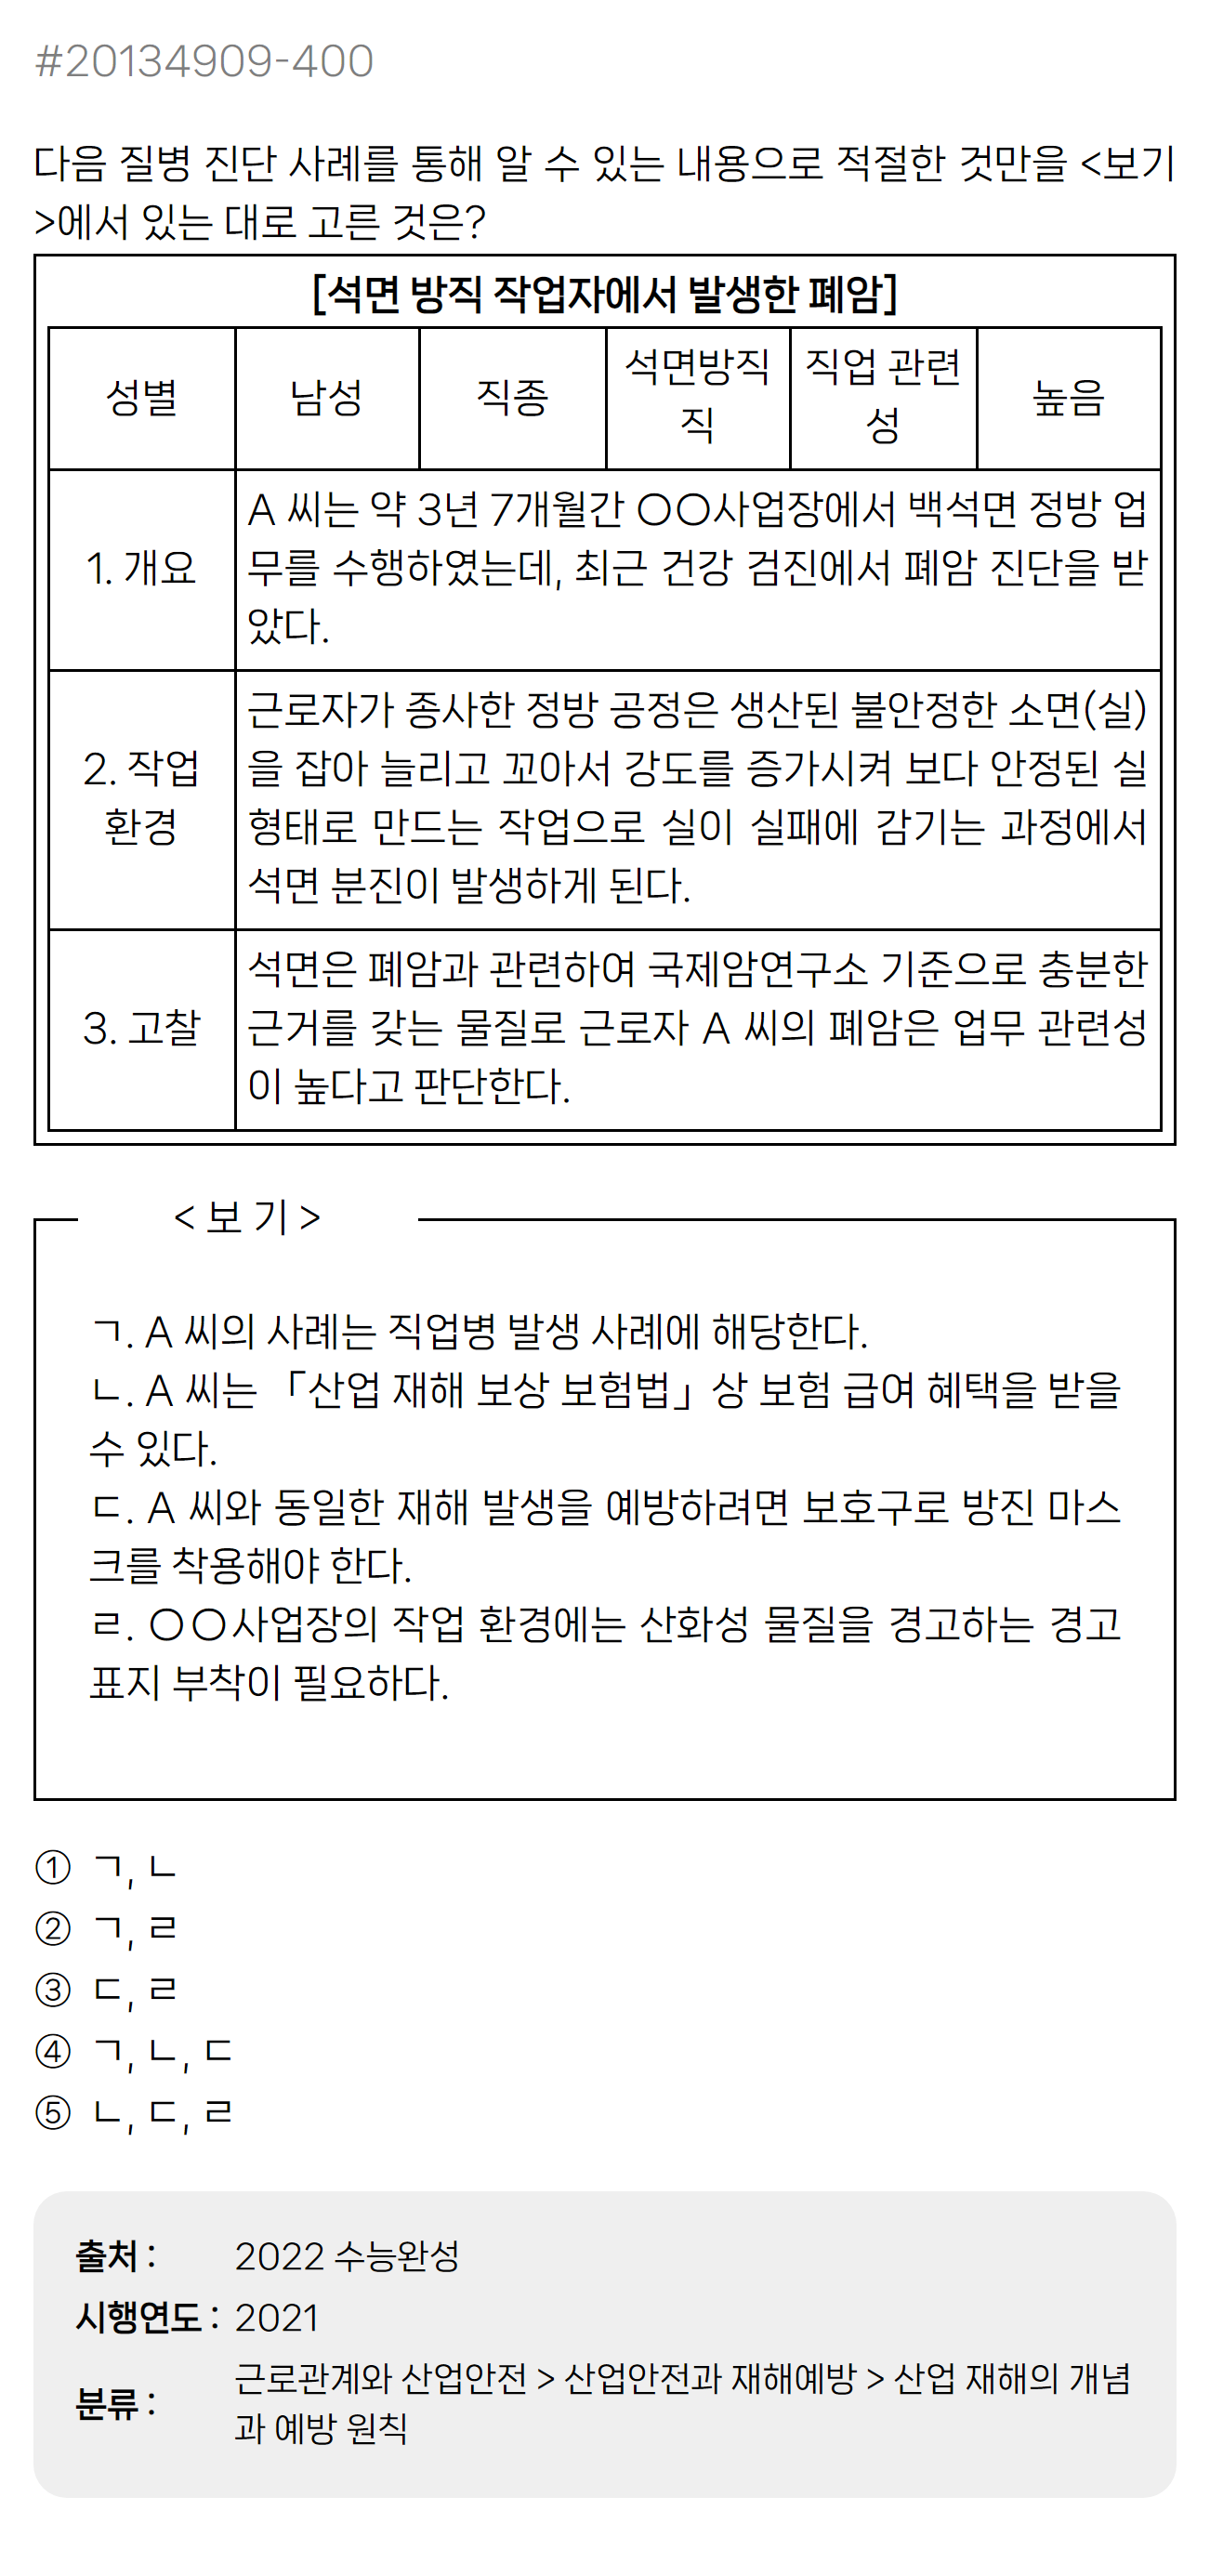 #20134909-400
다음 질병 진단 사례를 통해 알 수 있는 내용으로 적절한 것만을 <보기
>에서 있는 대로 고른 것은?
[석면 방직 작업자에서 발생한 폐암]
성별 남성 직종 석면방직직 직업 관련성 높음
1. 개요
A 씨는 약 3년 7개월간 ○○사업장에서 백석면 정방 업
무를 수행하였는데, 최근 건강 검진에서 폐암 진단을 받
았다.
2. 작업
환경
근로자가 종사한 정방 공정은 생산된 불안정한 소면(실)
을 잡아 늘리고 꼬아서 강도를 증가시켜 보다 안정된 실
형태로 만드는 작업으로 실이 실패에 감기는 과정에서
석면 분진이 발생하게 된다.
3. 고찰
석면은 폐암과 관련하여 국제암연구소 기준으로 충분한
근거를 갖는 물질로 근로자 A 씨의 폐암은 업무 관련성
이 높다고 판단한다.
< 보 기 >
ㄱ. A 씨의 사례는 직업병 발생 사례에 해당한다.
ㄴ. A 씨는 「산업 재해 보상 보험법」상 보험 급여 혜택을 받을
수 있다.
ㄷ. A 씨와 동일한 재해 발생을 예방하려면 보호구로 방진 마스
크를 착용해야 한다.
ㄹ. ○○사업장의 작업 환경에는 산화성 물질을 경고하는 경고
표지 부착이 필요하다.
① ㄱ, ㄴ
② ㄱ, ㄹ
③ ㄷ, ㄹ
④ ㄱ, ㄴ, ㄷ
⑤ ㄴ, ㄷ, ㄹ
출처 : 2022 수능완성
시행연도 : 2021
분류 : 근로관계와 산업안전 > 산업안전과 재해예방 > 산업 재해의 개념
과 예방 원칙